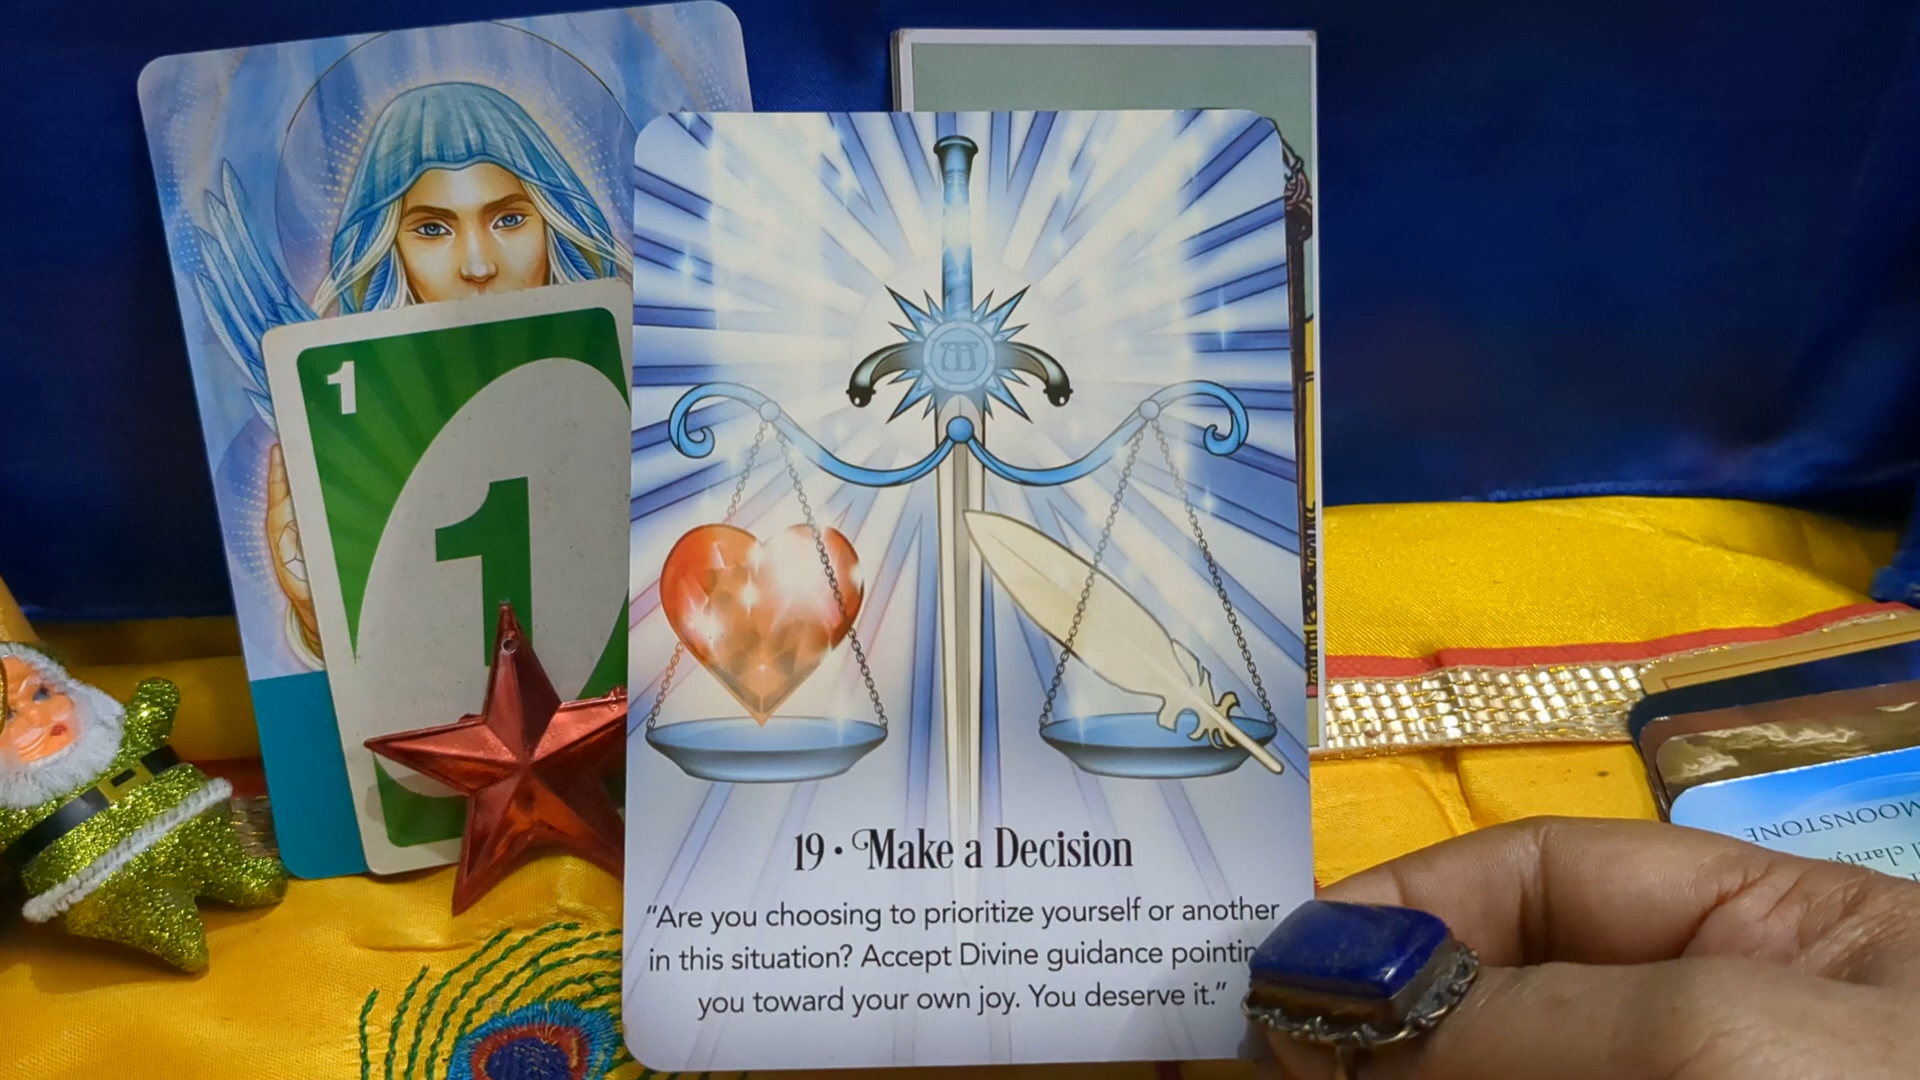 1
1
19 • Make a Decision
"Are you choosing to prioritize yourself or another
in this situation? Accept Divine guidance pointin
you toward your own joy. You deserve it."
MOONSTONE
clarity